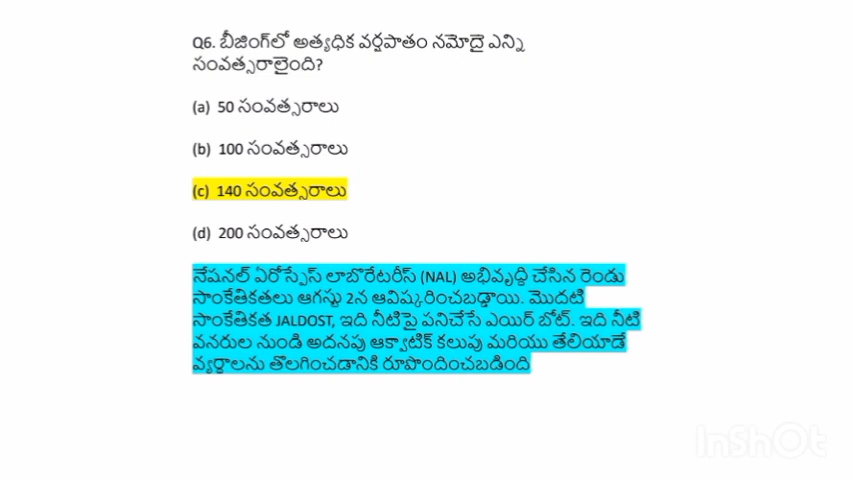 Q6. బీజింగ్‌లో అత్యధిక వర్షపాతం నమోదై ఎన్ని
సంవత్సరాలైంది?
(a) 50 సంవత్సరాలు
(b) 100 సంవత్సరాలు
(c) 140 సంవత్సరాలు
(d) 200 సంవత్సరాలు
నేషనల్ ఏరోస్పేస్ లాబొరేటరీస్ (NAL) అభివృద్ధి చేసిన రెండు
సాంకేతికతలు ఆగస్టు 2న ఆవిష్కరించబడ్డాయి. మొదటి
సాంకేతికత JALDOST, ఇది నీటిపై పనిచేసే ఎయిర్ బోట్. ఇది నీటి
వనరుల నుండి అదనపు ఆక్వాటిక్ కలుపు మరియు తేలియాడే
వ్యర్థాలను తొలగించడానికి రూపొందించబడింది
InShOt